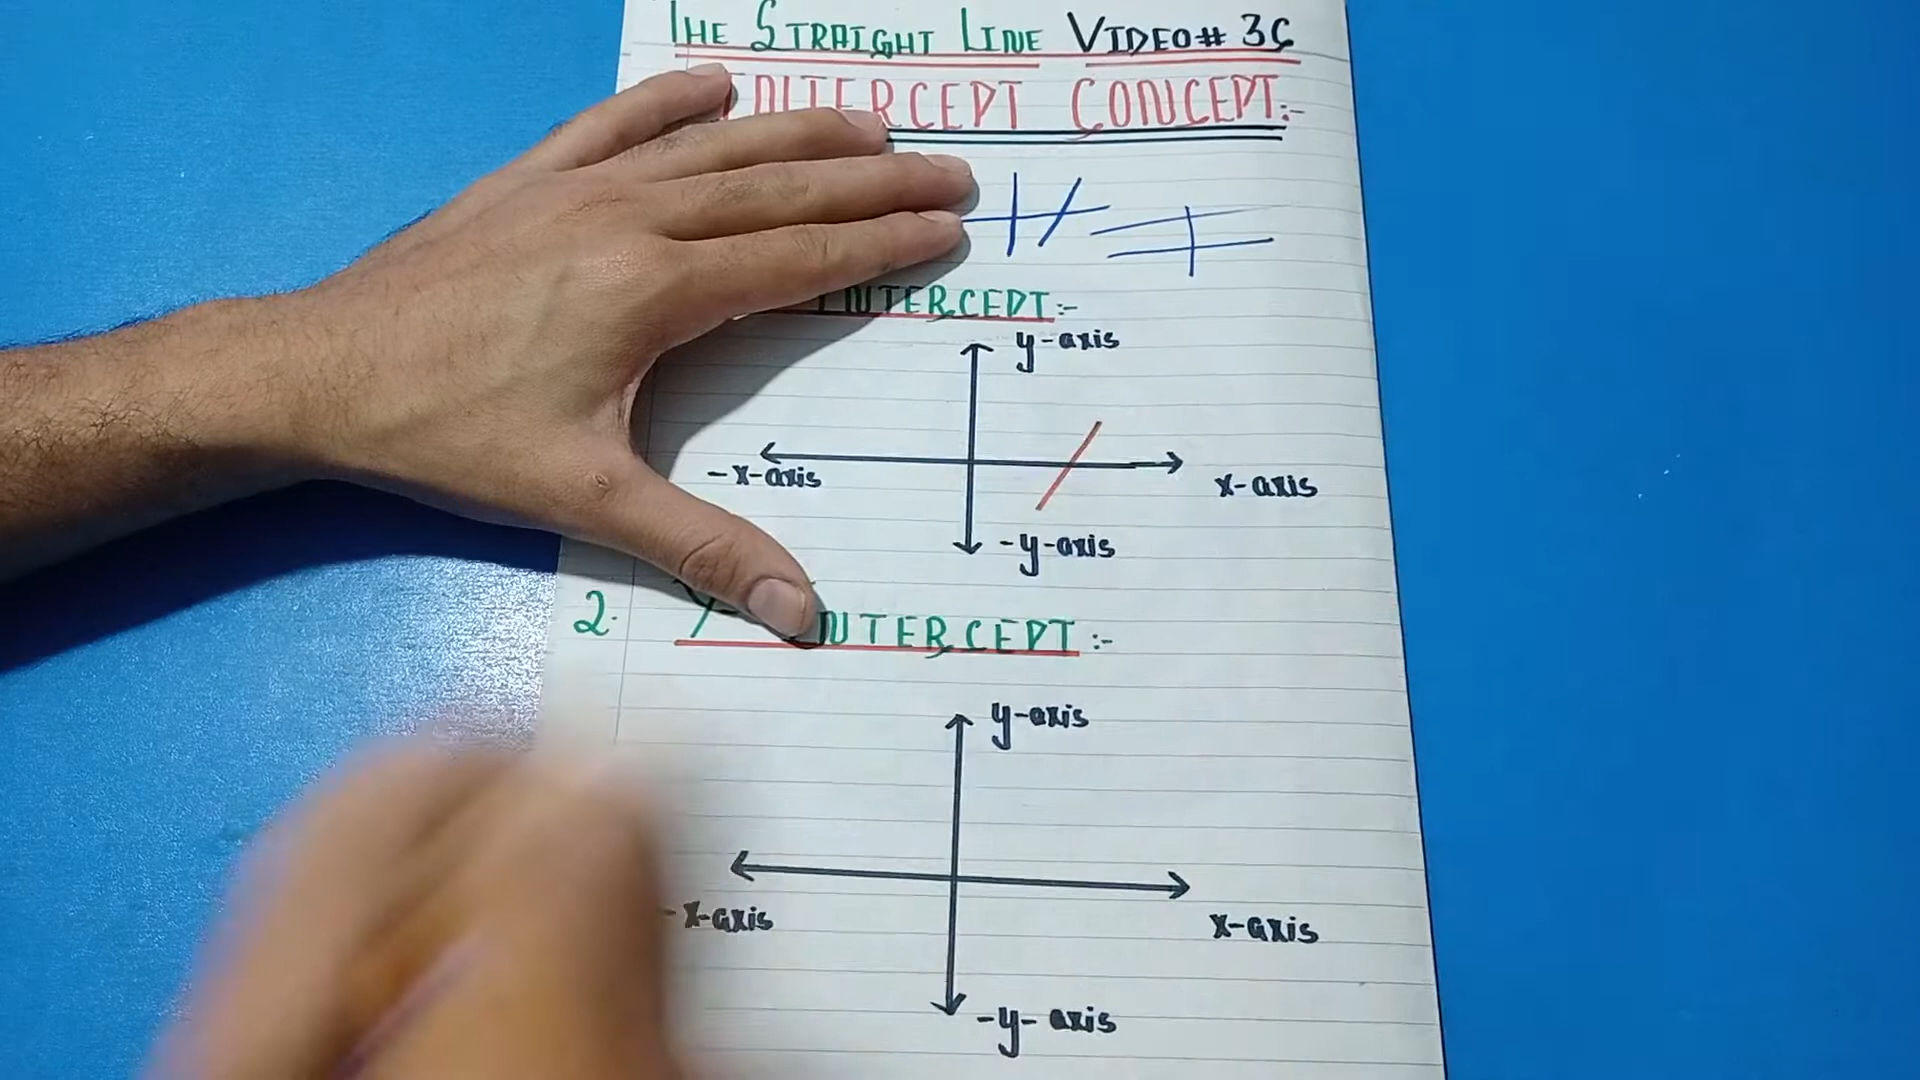 THE STRAIGHT LINE VIDEO# 3C
INTERCEPT CONCEPT:-
INTERCEPT:-
y-axis
-x-axis
x-axis
-y-axis
2. Y INTERCEPT:-
y-axis
-x-axis
x-axis
-y-axis